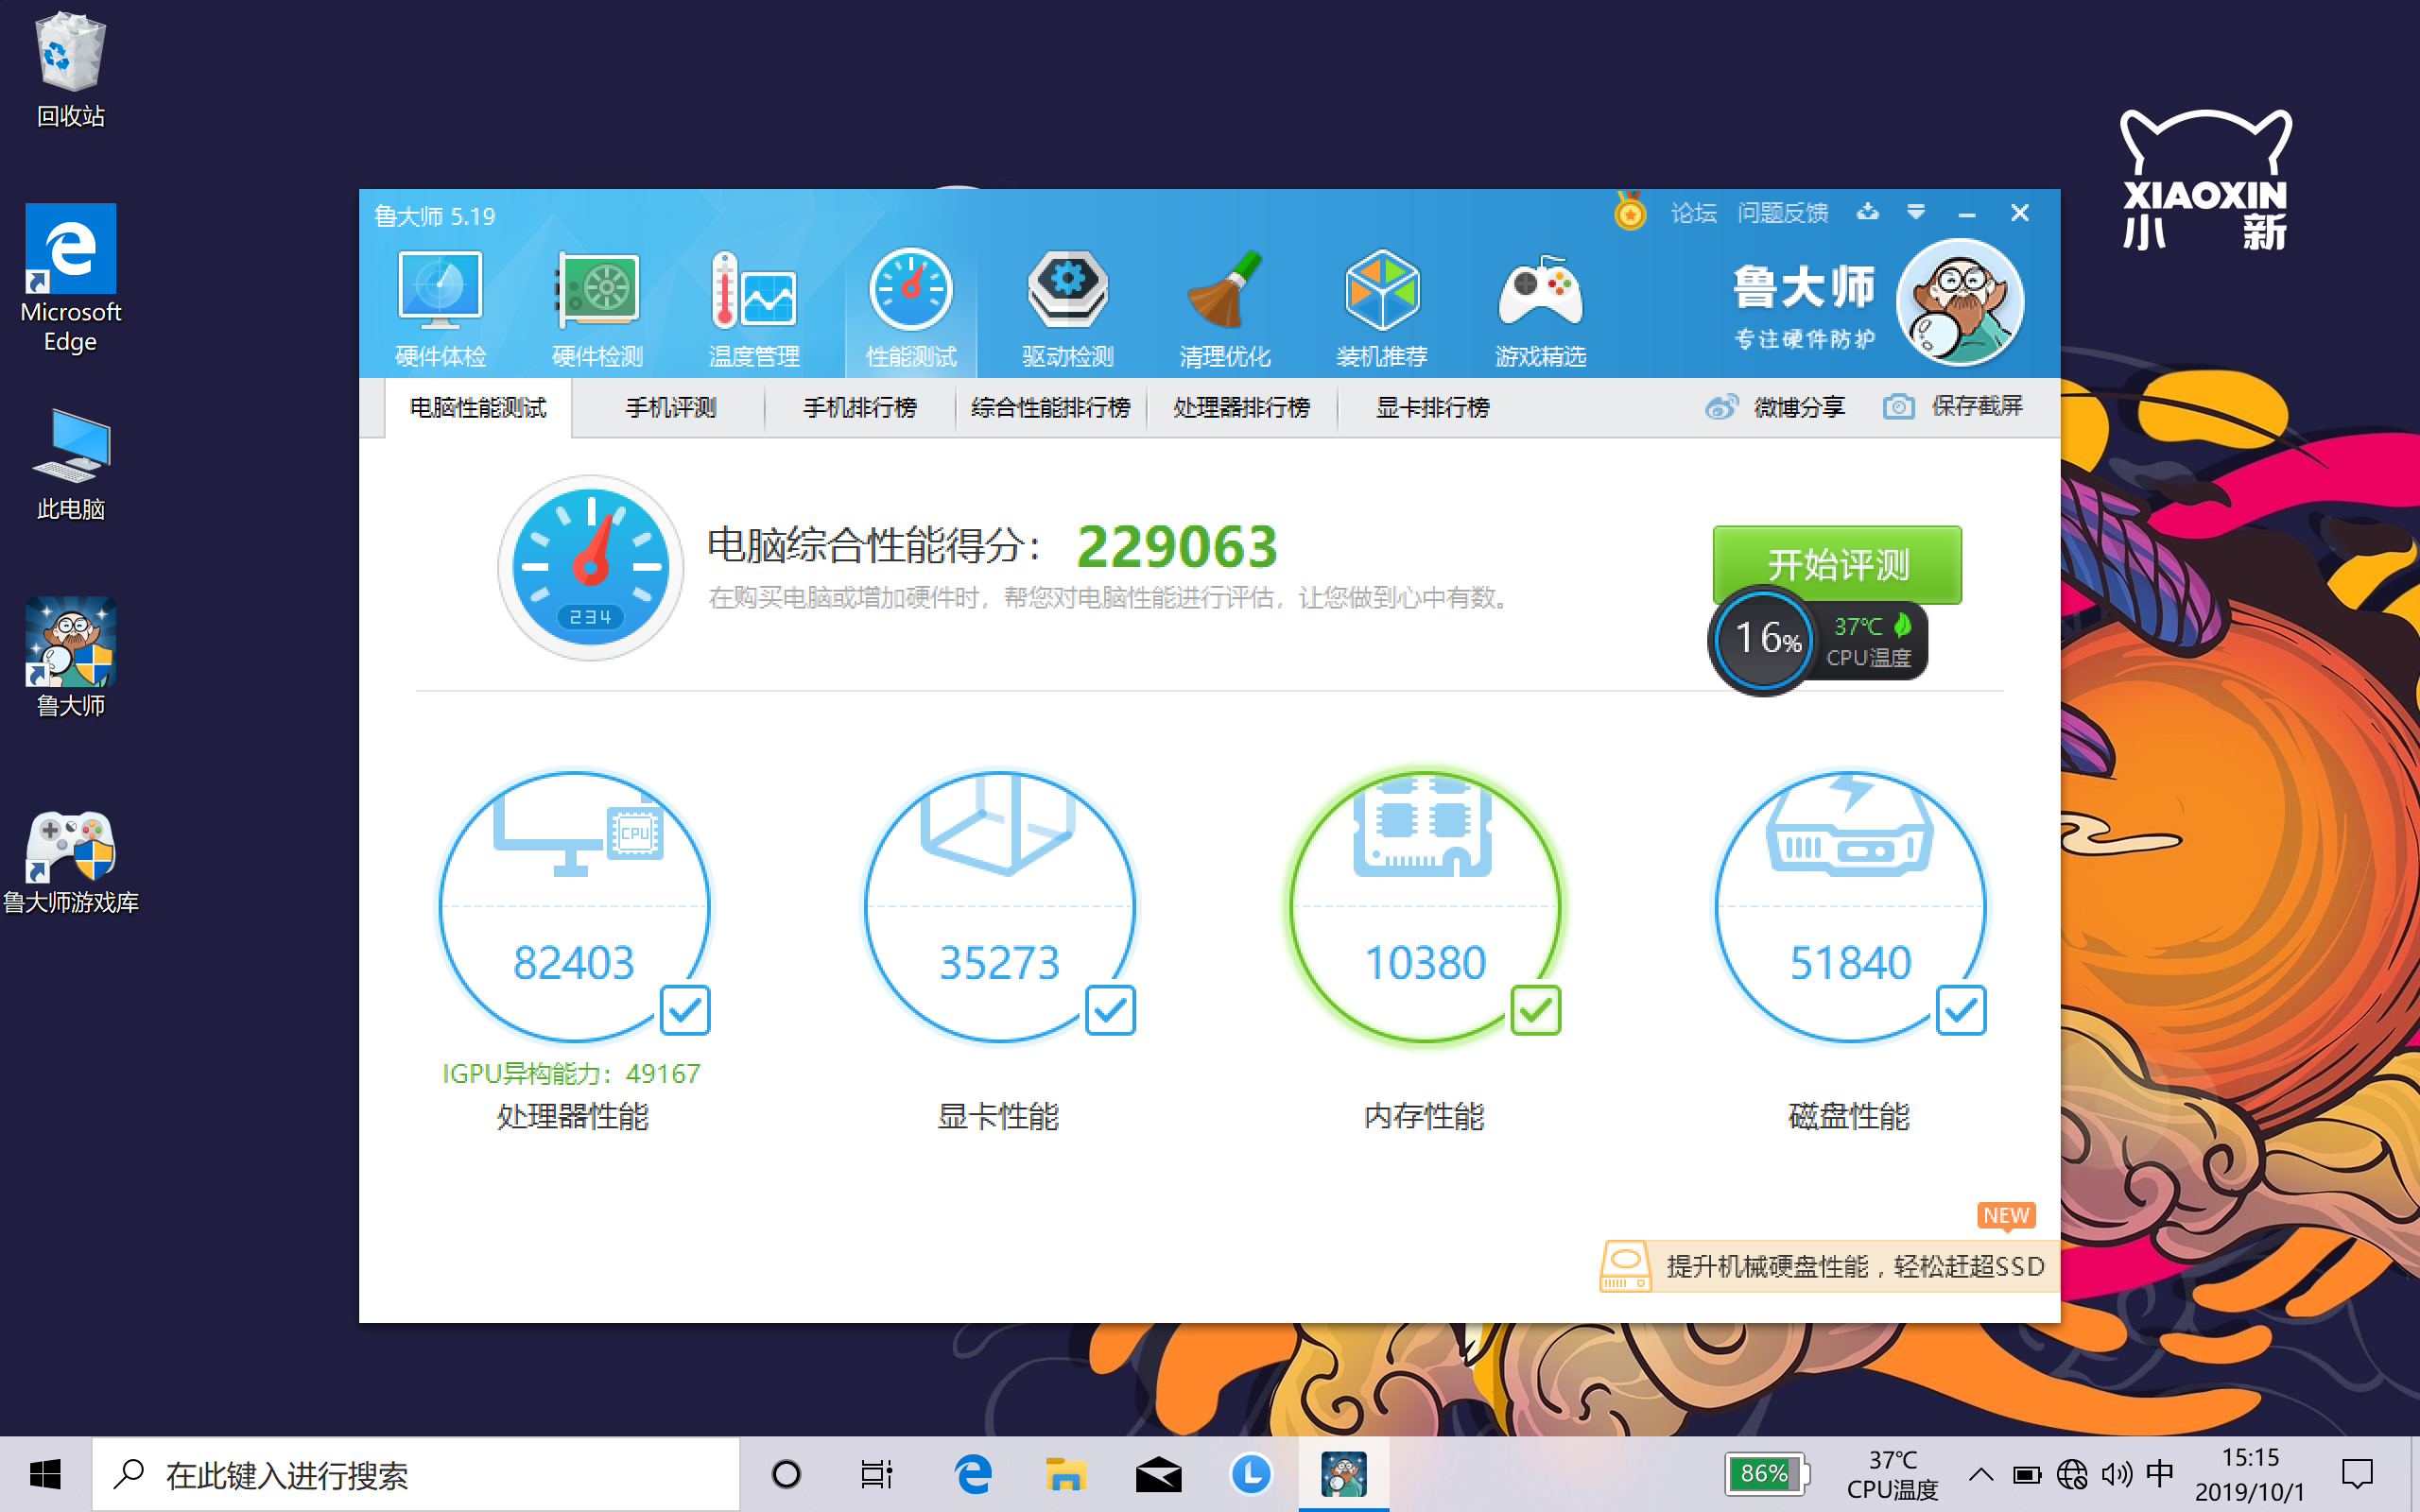 回收站
Microsoft
Edge
此电脑
鲁大师
鲁大师游戏库
XIAOXIN
小 新
鲁大师 5.19
论坛 问题反馈
硬件体检
硬件检测
温度管理
性能测试
驱动检测
清理优化
装机推荐
游戏精选
鲁大师
专注硬件防护
电脑性能测试
手机评测
手机排行榜
综合性能排行榜
处理器排行榜
显卡排行榜
微博分享
保存截屏
234
电脑综合性能得分： 229063
在购买电脑或增加硬件时，帮您对电脑性能进行评估，让您做到心中有数。
开始评测
16%
37℃
CPU温度
CPU
82403
35273
10380
51840
IGPU异构能力：49167
处理器性能
显卡性能
内存性能
磁盘性能
NEW
提升机械硬盘性能，轻松赶超SSD
在此键入进行搜索
86%
37℃
CPU温度
中
15:15
2019/10/1